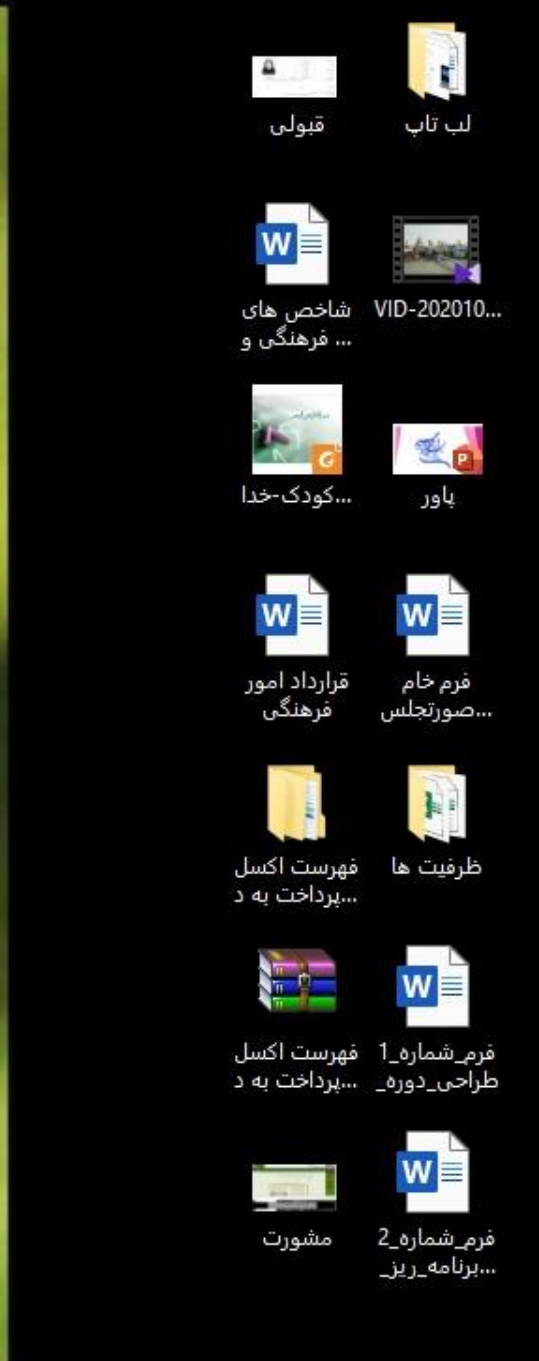 لب تاپ
قبولی
VID-202010...
شاخص های
فرهنگی و ...
پاور
کودک-خدا...
فرم خام
صورتجلس...
قرارداد امور
فرهنگی
ظرفیت ها
فهرست اکسل
پرداخت به د...
فرم_شماره_1
طراحی_دوره_
فهرست اکسل
پرداخت به د...
فرم_شماره_2
برنامه_ریز_...
مشورت